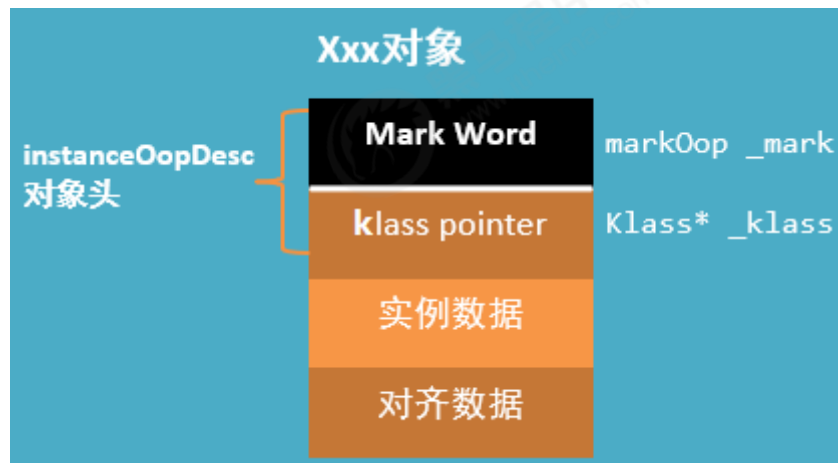 Xxx对象
instanceOopDesc
对象头
Mark Word
markOop _mark
klass pointer
Klass* _klass
实例数据
对齐数据